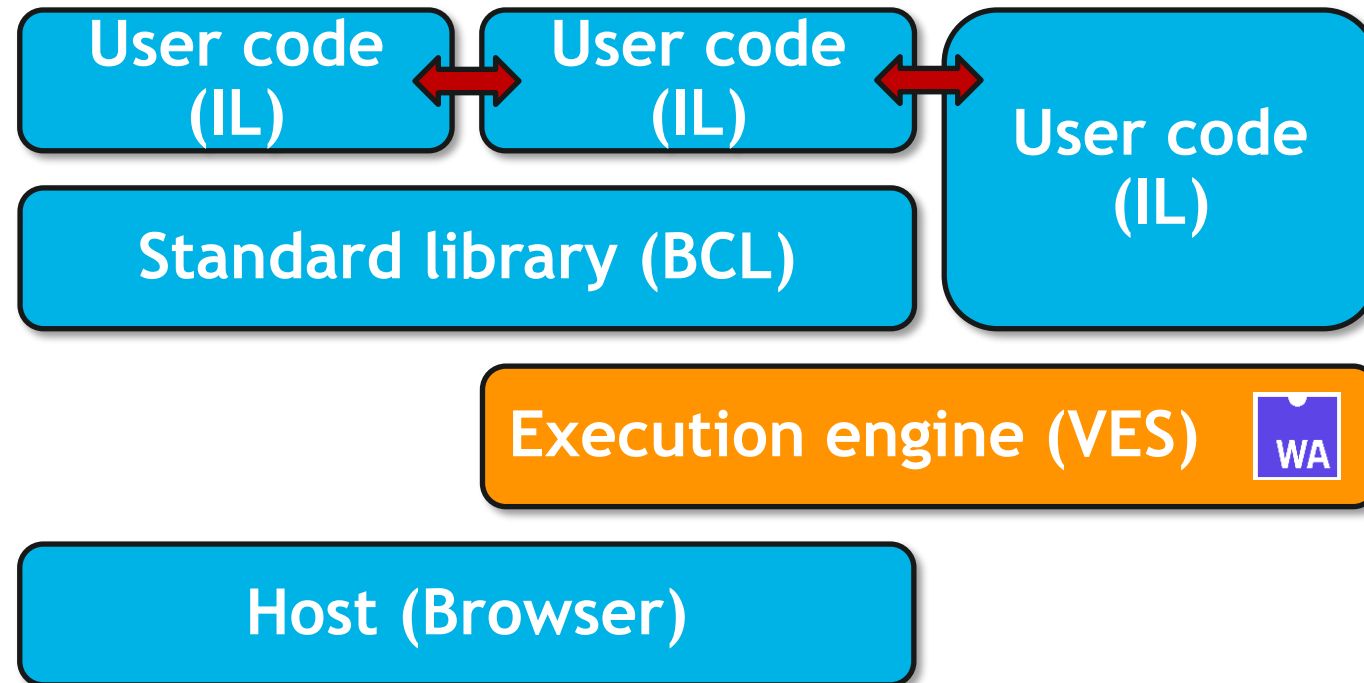 User code
(IL)
User code
(IL)
User code
(IL)
Standard library (BCL)
Execution engine (VES)
WA
Host (Browser)